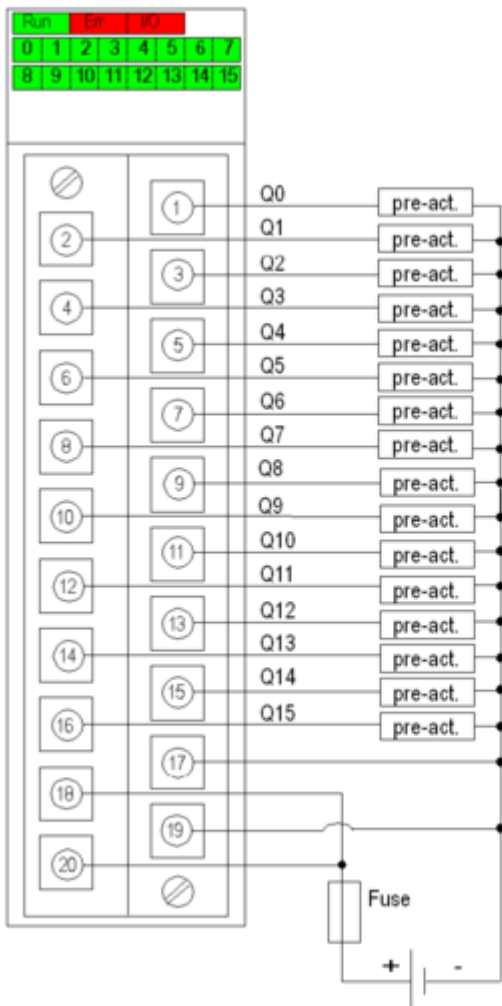 Run Err I/O
0 1 2 3 4 5 6 7
8 9 10 11 12 13 14 15
1 Q0 pre-act.
2 Q1 pre-act.
3 Q2 pre-act.
4 Q3 pre-act.
5 Q4 pre-act.
6 Q5 pre-act.
7 Q6 pre-act.
8 Q7 pre-act.
9 Q8 pre-act.
10 Q9 pre-act.
11 Q10 pre-act.
12 Q11 pre-act.
13 Q12 pre-act.
14 Q13 pre-act.
15 Q14 pre-act.
16 Q15 pre-act.
17
18
19
20
Fuse
+ -